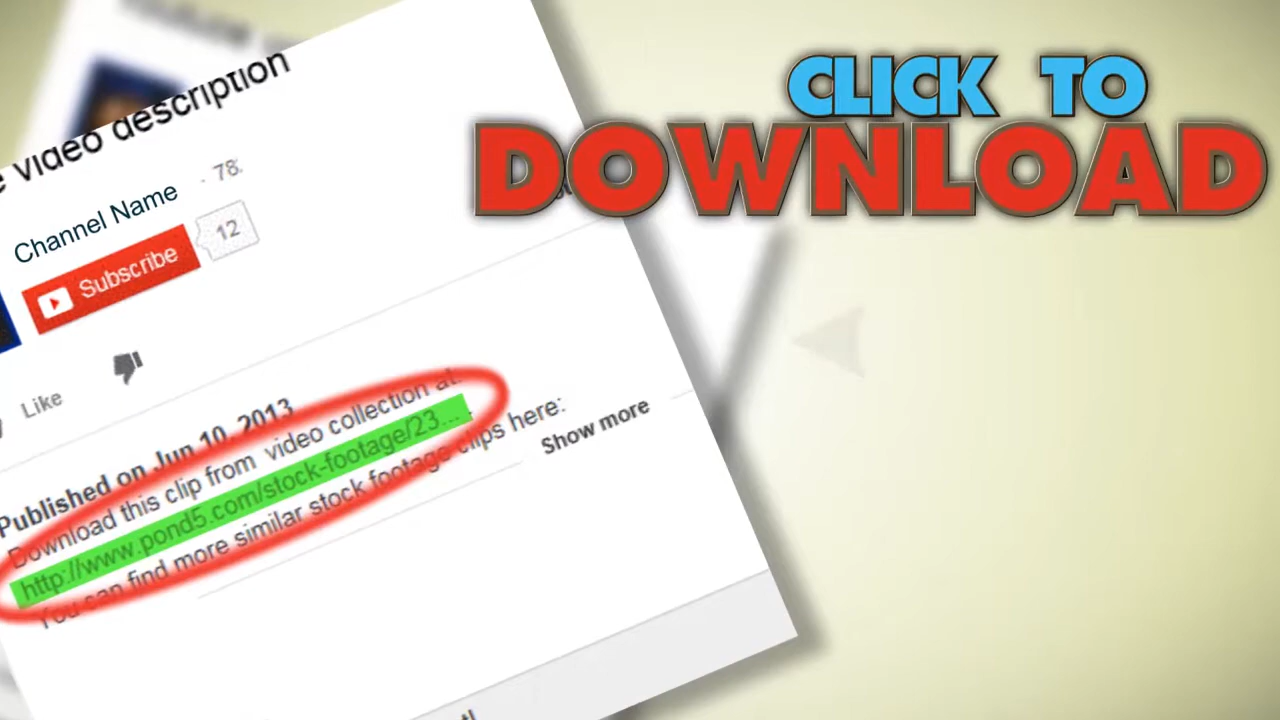 CLICK TO
DOWNLOAD
video description
Channel Name
78
Subscribe
12
Like
Published on Jun 10, 2013
Download this clip from video collection at:
http://www.pond5.com/stock-footage/23...
You can find more similar stock footage clips here:
Show more